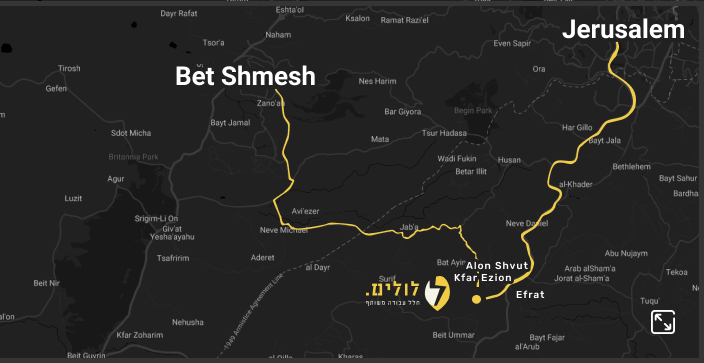 Dayr Rafat
Eshta'ol
Ksalon
Ramat Razi'el
Jerusalem
Naham
Tsor'a
Even Sapir
Tirosh
Bet Shmesh
Ora
Gefen
Nes Harim
Zano'ah
Bar Giyora
Begin Park
Bayt Jamal
Har Gillo
Sdot Micha
Mata
Tsur Hadasa
Bayt Jala
Britannia Park
Wadi Fukin
Husan
Bethlehem
Betar Illit
Agur
al-Khader
Bayt Sahur
Luzit
Bardha
Avi'ezer
Srigim-Li On
Neve Michael
Jab'a
Neve Daniel
Giv'at
Yesha'ayahu
Tsafririm
Aderet
Bat Ayin
Alon Shvut
Abu Nujaym
al Dayr
Arab alSham'a
Tekoa
Surif
Kfar Ezion
Jorat al-Sham'a
Beit Nir
לולים.
חלל עבודה משותף
Efrat
Tuqu'
Nehusha
1949 Armistice Agreement Line
Kfar Zoharim
Beit Ummar
Bayt Fajar
al'Arub
Beit Guvrin
Kharas